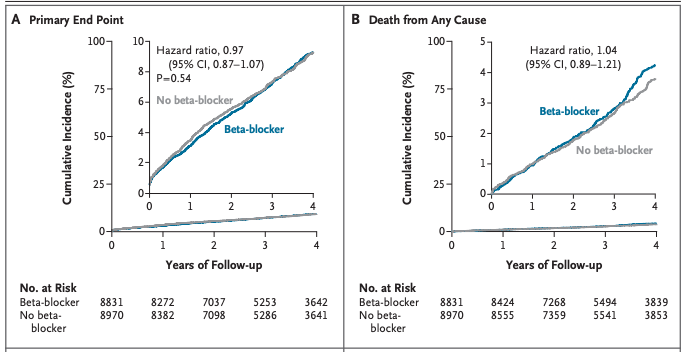 A Primary End Point
Cumulative Incidence (%)
100
75
50
25
0
10
8
6
4
2
0
Hazard ratio, 0.97
(95% CI, 0.87–1.07)
P=0.54
No beta-blocker
Beta-blocker
0 1 2 3 4
0 1 2 3 4
Years of Follow-up
No. at Risk
Beta-blocker 8831 8272 7037 5253 3642
No beta- 8970 8382 7098 5286 3641
blocker
B Death from Any Cause
Cumulative Incidence (%)
100
75
50
25
0
5
4
3
2
1
0
Hazard ratio, 1.04
(95% CI, 0.89–1.21)
Beta-blocker
No beta-blocker
0 1 2 3 4
0 1 2 3 4
Years of Follow-up
No. at Risk
Beta-blocker 8831 8424 7268 5494 3839
No beta- 8970 8555 7359 5541 3853
blocker